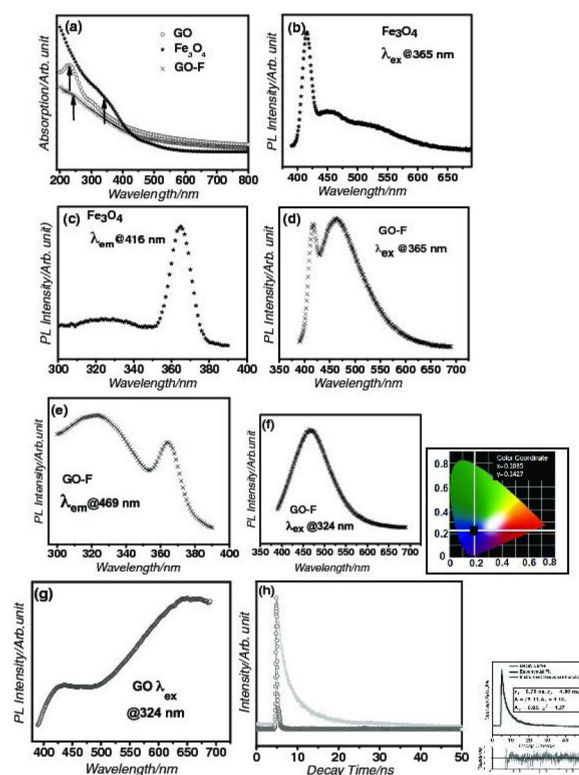 (a)
GO
Fe3O4
GO-F
Absorption/Arb. unit
200 300 400 500 600 700 800
Wavelength/nm
(b)
Fe3O4
λex@365 nm
PL Intensity/Arb. unit
400 450 500 550 600 650
Wavelength/nm
(c)
Fe3O4
λem@416 nm
PL Intensity/Arb. unit)
300 320 340 360 380 400
Wavelength/nm
(d)
GO-F
λex@365 nm
PL Intensity/Arb. unit
350 400 450 500 550 600 650 700
Wavelength/nm
(e)
GO-F
λem@469 nm
PL Intensity/Arb.unit
300 320 340 360 380 400
Wavelength/nm
(f)
GO-F
λex@324 nm
PL Intensity/Arb.unit
350 400 450 500 550 600 650 700
Wavelength/nm
Color Coordinate
0.8
0.6
0.4
0.2
0
0.0 0.2 0.4 0.6 0.8
(g)
GO λex
@324 nm
PL Intensity/Arb. unit
400 450 500 550 600 650 700
Wavelength/nm
(h)
PL Intensity/Arb.unit
0 10 20 30 40 50
Decay Time/ns